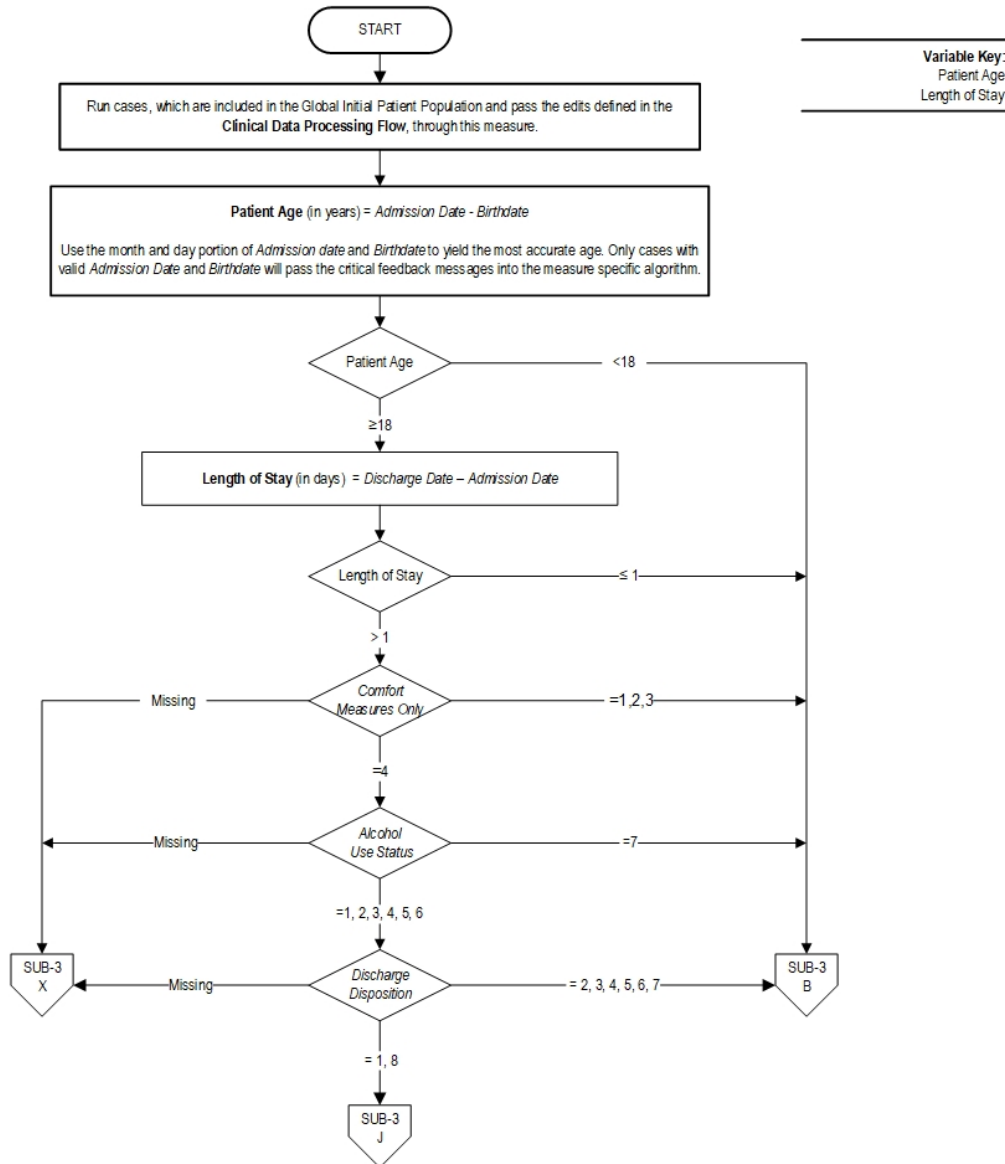 START
Variable Key:
Patient Age
Length of Stay
Run cases, which are included in the Global Initial Patient Population and pass the edits defined in the
Clinical Data Processing Flow, through this measure.
Patient Age (in years) = Admission Date - Birthdate
Use the month and day portion of Admission date and Birthdate to yield the most accurate age. Only cases with
valid Admission Date and Birthdate will pass the critical feedback messages into the measure specific algorithm.
Patient Age
<18
≥18
Length of Stay (in days) = Discharge Date – Admission Date
Length of Stay
≤ 1
> 1
Missing
Comfort
Measures Only
=1,2,3
=4
Missing
Alcohol
Use Status
=7
=1, 2, 3, 4, 5, 6
SUB-3
X
Missing
Discharge
Disposition
= 2, 3, 4, 5, 6, 7
SUB-3
B
= 1, 8
SUB-3
J